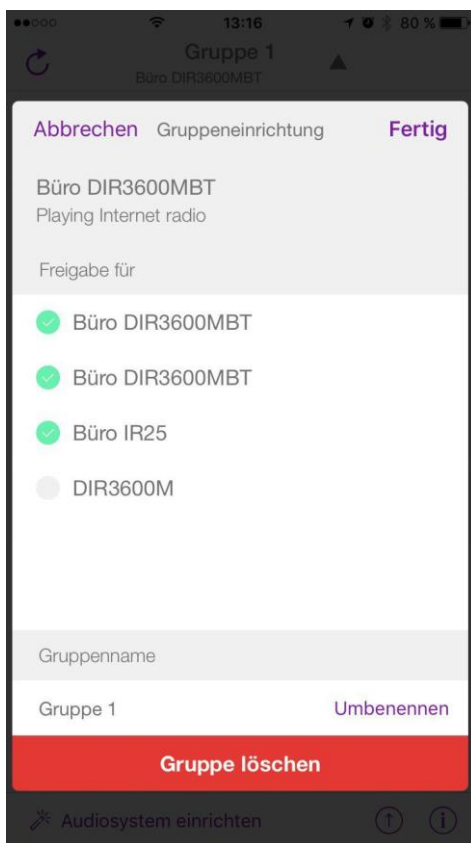 13:16 80 %
Gruppe 1
Büro DIR3600MBT
Abbrechen Gruppeneinrichtung Fertig
Büro DIR3600MBT
Playing Internet radio
Freigabe für
Büro DIR3600MBT
Büro DIR3600MBT
Büro IR25
DIR3600M
Gruppenname
Gruppe 1 Umbenennen
Gruppe löschen
Audiosystem einrichten